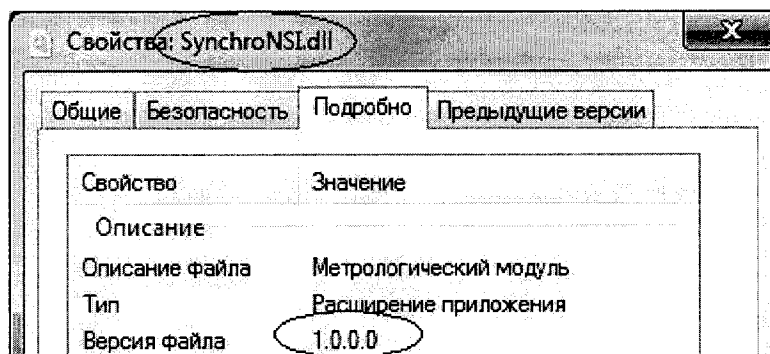 Свойства: SynchroNSI.dll
Общие Безопасность Подробно Предыдущие версии
Свойство Значение
Описание
Описание файла Метрологический модуль
Тип Расширение приложения
Версия файла 1.0.0.0